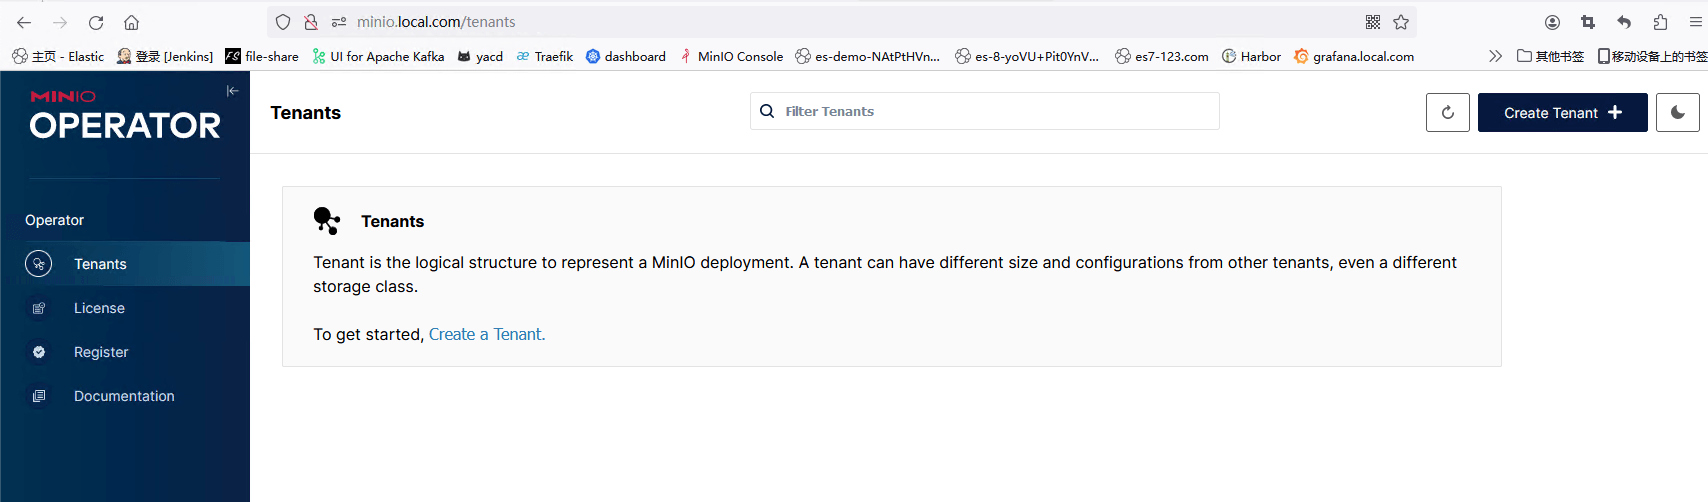 minio.local.com/tenants
主页 - Elastic
登录 [Jenkins]
FS file-share
UI for Apache Kafka
yacd
æ Traefik
dashboard
MinIO Console
es-demo-NAtPtHVn...
es-8-yoVU+Pit0YnV...
es7-123.com
Harbor
grafana.local.com
其他书签
移动设备上的书签
MINIO
OPERATOR
Tenants
Filter Tenants
Create Tenant
Operator
Tenants
License
Register
Documentation
Tenants
Tenant is the logical structure to represent a MinIO deployment. A tenant can have different size and configurations from other tenants, even a different
storage class.
To get started, Create a Tenant.